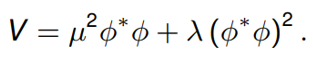 V = μ²ϕ*ϕ + λ(ϕ*ϕ)².